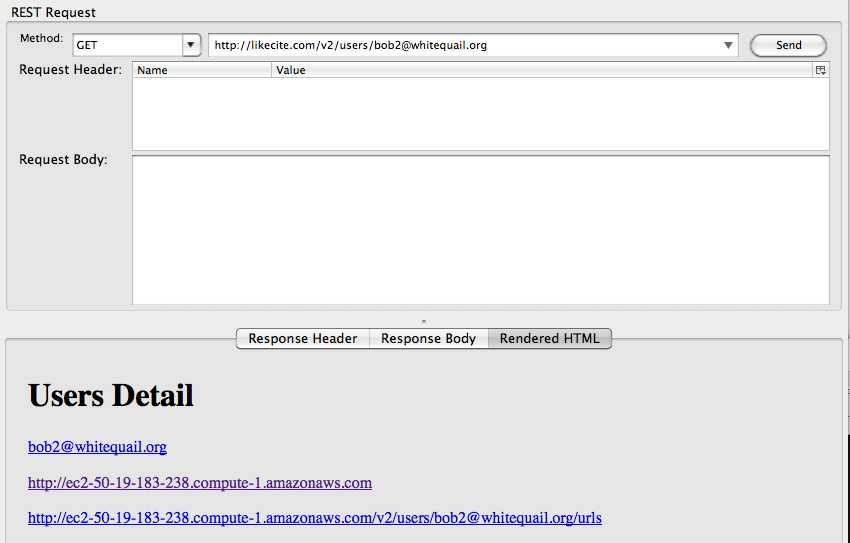 REST Request
Method: GET http://likecite.com/v2/users/bob2@whitequail.org Send
Request Header: Name Value
Request Body:
Response Header Response Body Rendered HTML
Users Detail
bob2@whitequail.org
http://ec2-50-19-183-238.compute-1.amazonaws.com
http://ec2-50-19-183-238.compute-1.amazonaws.com/v2/users/bob2@whitequail.org/urls